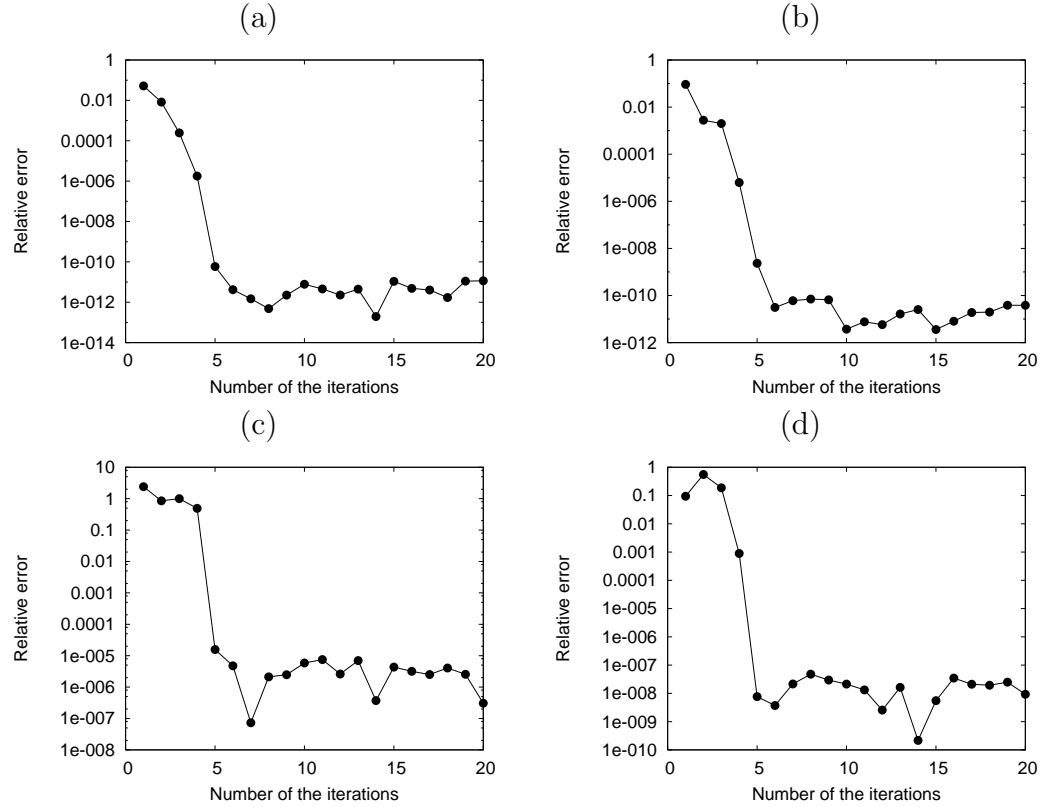 (a)
1
0.01
0.0001
1e-006
1e-008
1e-010
1e-012
1e-014
0 5 10 15 20
Relative error
Number of the iterations
(b)
1
0.01
0.0001
1e-006
1e-008
1e-010
1e-012
0 5 10 15 20
Relative error
Number of the iterations
(c)
10
1
0.1
0.01
0.001
0.0001
1e-005
1e-006
1e-007
1e-008
0 5 10 15 20
Relative error
Number of the iterations
(d)
1
0.1
0.01
0.001
0.0001
1e-005
1e-006
1e-007
1e-008
1e-009
1e-010
0 5 10 15 20
Relative error
Number of the iterations